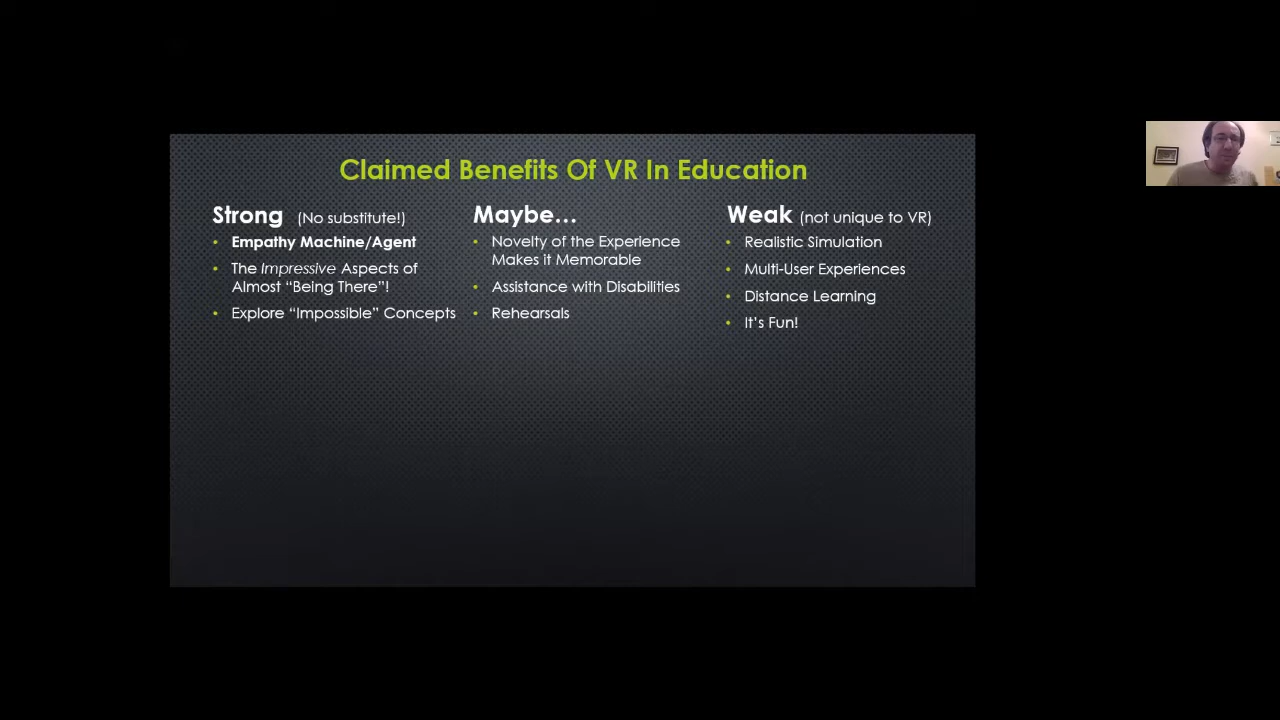 Claimed Benefits Of VR In Education
Strong (No substitute!)
• Empathy Machine/Agent
• The Impressive Aspects of
Almost “Being There”!
• Explore “Impossible” Concepts
Maybe…
• Novelty of the Experience
Makes it Memorable
• Assistance with Disabilities
• Rehearsals
Weak (not unique to VR)
• Realistic Simulation
• Multi-User Experiences
• Distance Learning
• It’s Fun!